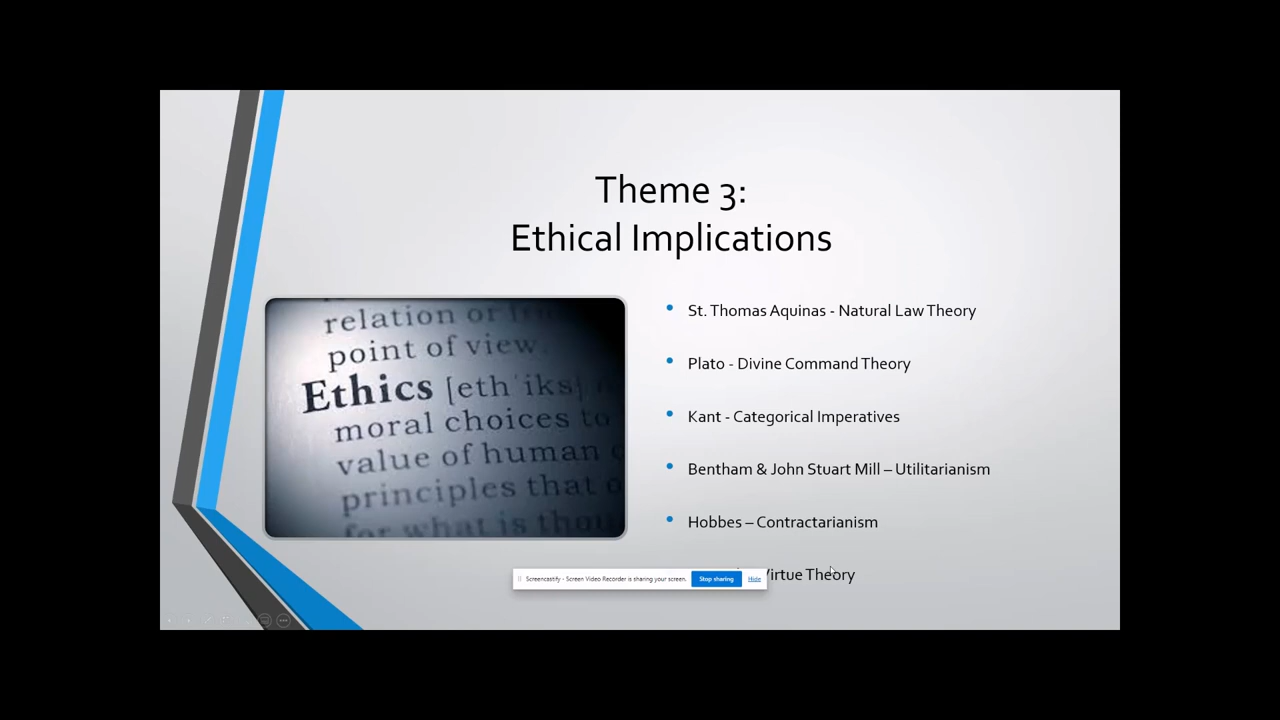 Theme 3:
Ethical Implications
relation or
point of view.
Ethics [eth'iks]
moral choices to
value of human
principles that
for what is thou
• St. Thomas Aquinas - Natural Law Theory
• Plato - Divine Command Theory
• Kant - Categorical Imperatives
• Bentham & John Stuart Mill – Utilitarianism
• Hobbes – Contractarianism
Virtue Theory
Screencastify - Screen Video Recorder is sharing your screen. Stop sharing Hide